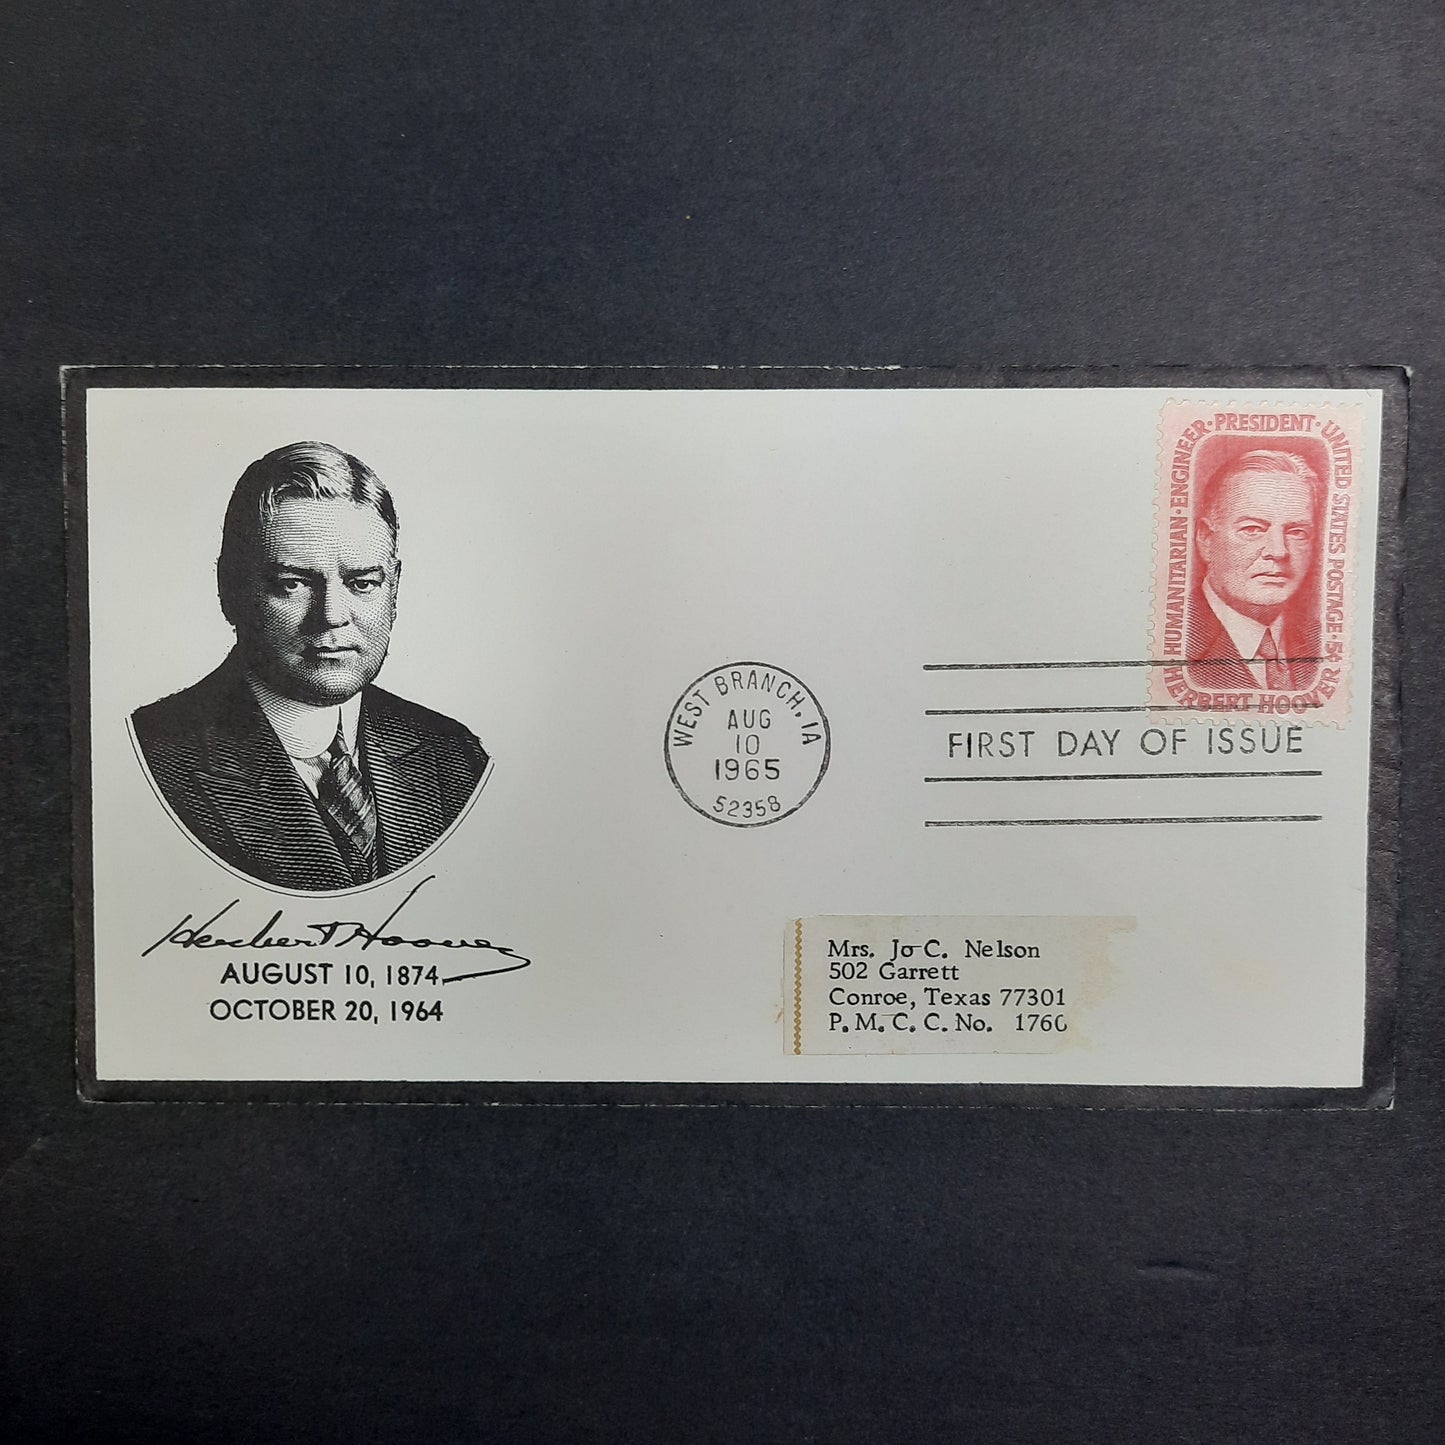 HUMANITARIAN · ENGINEER · PRESIDENT · UNITED STATES POSTAGE · 5¢
HERBERT HOOVER
WEST BRANCH, IA
AUG
10
1965
52358
FIRST DAY OF ISSUE
Herbert Hoover
AUGUST 10, 1874
OCTOBER 20, 1964
Mrs. Jo C. Nelson
502 Garrett
Conroe, Texas 77301
P. M. C. C. No. 1760